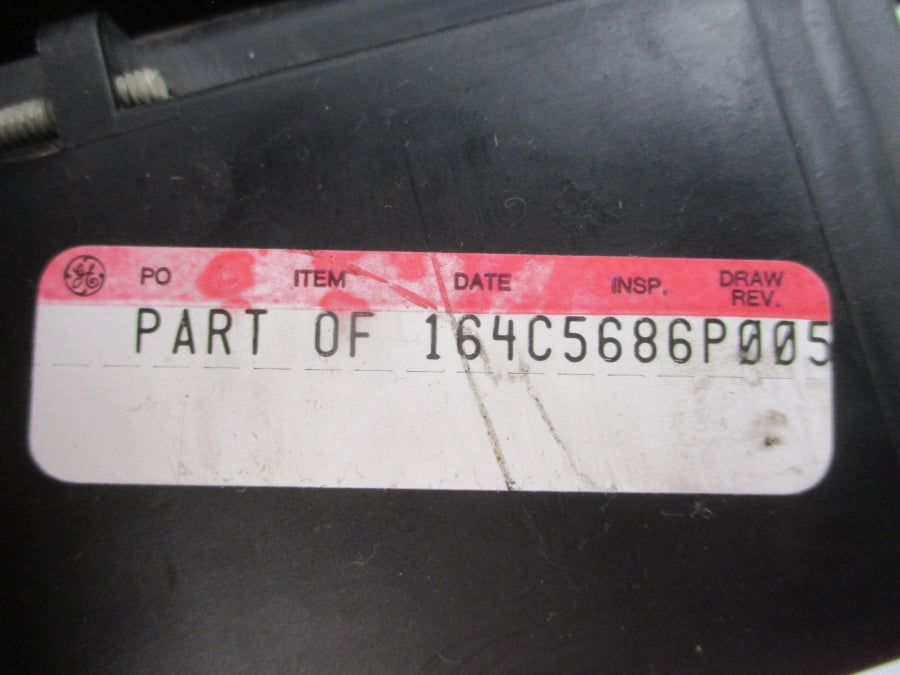 GE PO ITEM DATE INSP. DRAW REV.
PART OF 164C5686P005